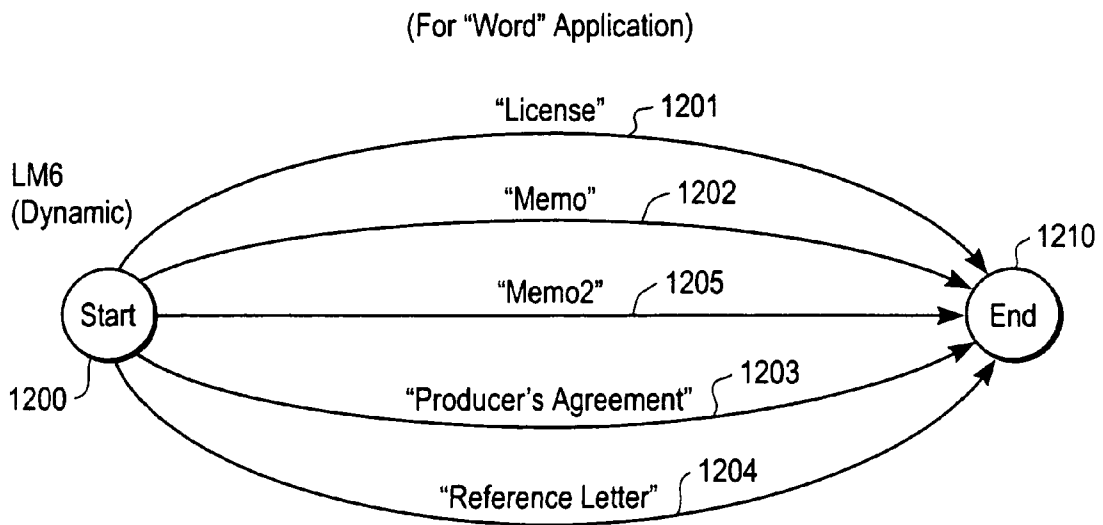 (For “Word” Application)
“License” 1201
LM6
(Dynamic)
“Memo” 1202
1210
“Memo2” 1205
Start
End
1200
“Producer’s Agreement” 1203
“Reference Letter” 1204